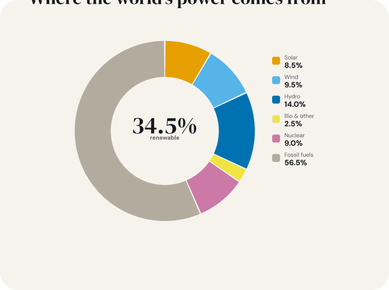 Where the world's power comes from
34.5%
renewable
Solar
8.5%
Wind
9.5%
Hydro
14.0%
Bio & other
2.5%
Nuclear
9.0%
Fossil fuels
56.5%